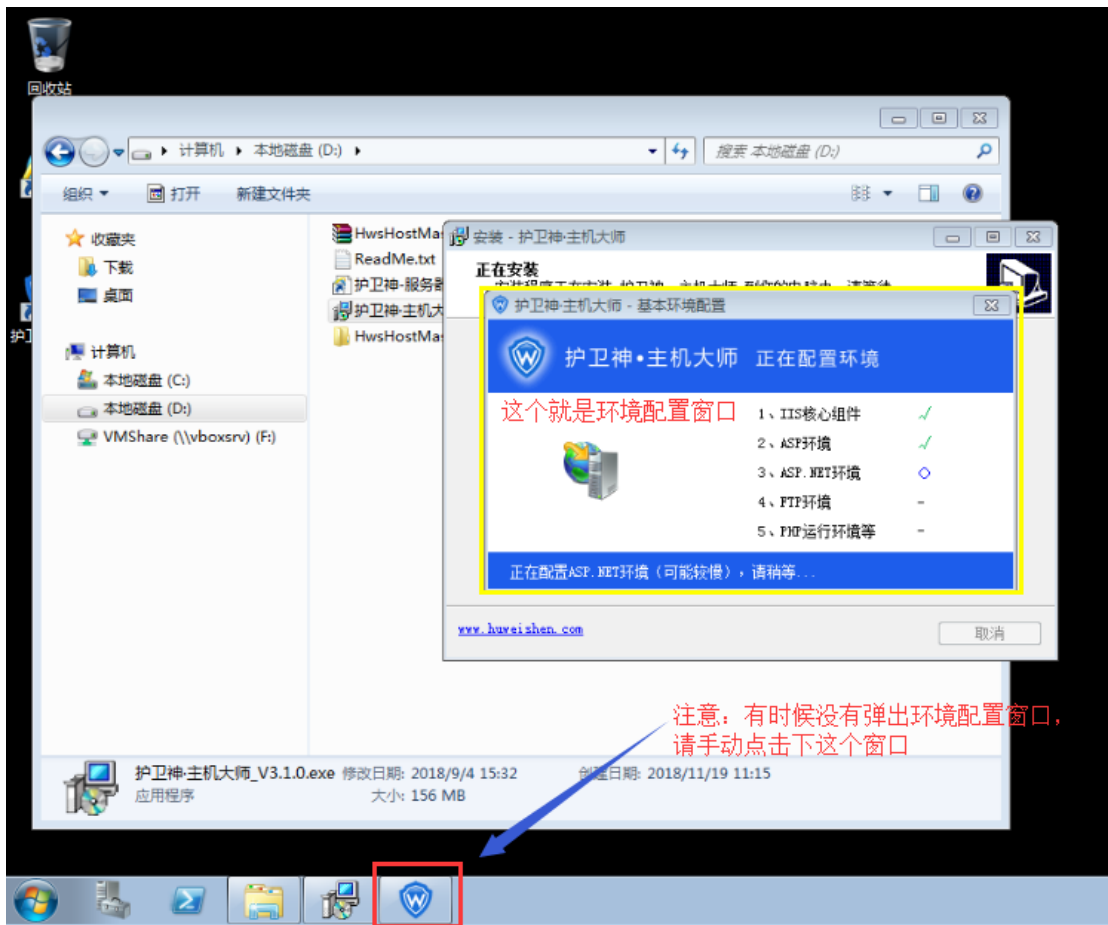 回收站
计算机
本地磁盘 (D:)
搜索 本地磁盘 (D:)
组织
打开
新建文件夹
收藏夹
下载
桌面
计算机
本地磁盘 (C:)
本地磁盘 (D:)
VMShare (\\vboxsrv) (F:)
HwsHostMa
ReadMe.txt
护卫神-服务器
护卫神·主机大
HwsHostMa
安装 - 护卫神·主机大师
正在安装
护卫神·主机大师 - 基本环境配置
护卫神•主机大师 正在配置环境
这个就是环境配置窗口
1、IIS核心组件
2、ASP环境
3、ASP.NET环境
4、FTP环境 -
5、PHP运行环境等 -
正在配置ASP.NET环境（可能较慢），请稍等...
www.huweishen.com
取消
注意：有时候没有弹出环境配置窗口，
请手动点击下这个窗口
护卫神·主机大师_V3.1.0.exe 修改日期: 2018/9/4 15:32 创建日期: 2018/11/19 11:15
应用程序 大小: 156 MB